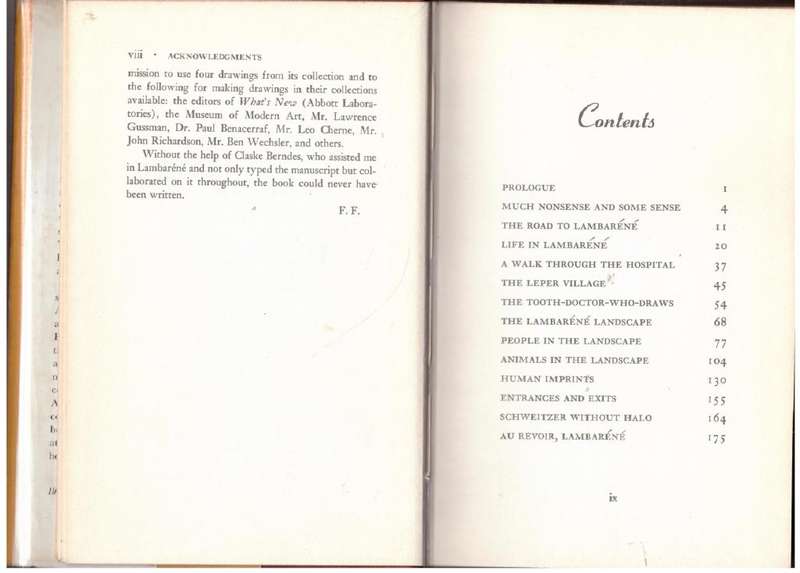 viii • ACKNOWLEDGMENTS
mission to use four drawings from its collection and to
the following for making drawings in their collections
available: the editors of What's New (Abbott Labora-
tories), the Museum of Modern Art, Mr. Lawrence
Gussman, Dr. Paul Benacerraf, Mr. Leo Cherne, Mr.
John Richardson, Mr. Ben Wechsler, and others.
Without the help of Claske Berndes, who assisted me
in Lambaréné and not only typed the manuscript but col-
laborated on it throughout, the book could never have
been written.
F. F.
Contents
PROLOGUE 1
MUCH NONSENSE AND SOME SENSE 4
THE ROAD TO LAMBARÉNÉ 11
LIFE IN LAMBARÉNÉ 20
A WALK THROUGH THE HOSPITAL 37
THE LEPER VILLAGE 45
THE TOOTH-DOCTOR-WHO-DRAWS 54
THE LAMBARÉNÉ LANDSCAPE 68
PEOPLE IN THE LANDSCAPE 77
ANIMALS IN THE LANDSCAPE 104
HUMAN IMPRINTS 130
ENTRANCES AND EXITS 155
SCHWEITZER WITHOUT HALO 164
AU REVOIR, LAMBARÉNÉ 175
ix